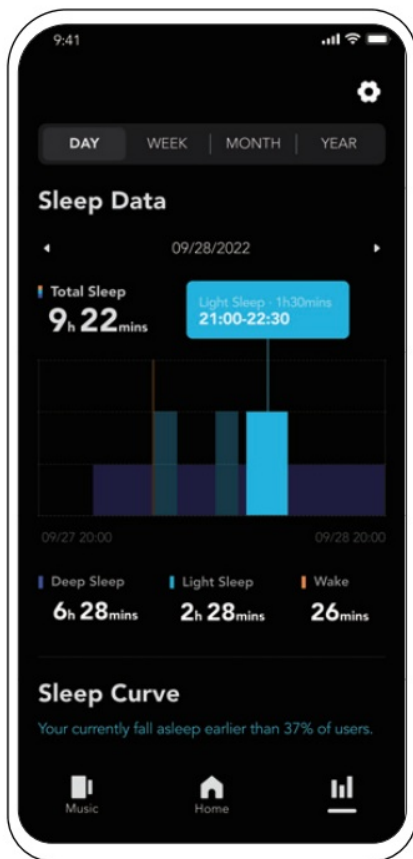 9:41
DAY WEEK MONTH YEAR
Sleep Data
09/28/2022
Total Sleep
9h 22mins
Light Sleep · 1h30mins
21:00-22:30
09/27 20:00 09/28 20:00
Deep Sleep Light Sleep Wake
6h 28mins 2h 28mins 26mins
Sleep Curve
Your currently fall asleep earlier than 37% of users.
Music Home